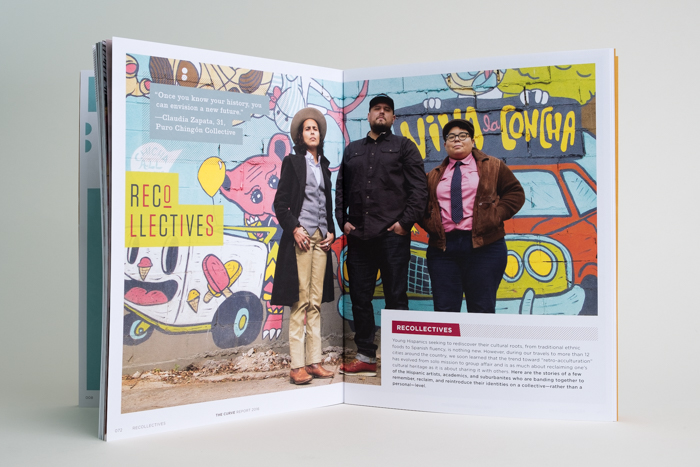 "Once you know your history, you
can envision a new future."
—Claudia Zapata, 31,
Puro Chingón Collective
RECO
LLECTIVES
VIVA la CONCHA
RECOLLECTIVES
Young Hispanics seeking to rediscover their cultural roots, from traditional ethnic
foods to Spanish fluency, is nothing new. However, during our travels to more than 12
cities around the country, we soon learned that the trend toward "retro-acculturation"
has evolved from solo mission to group affair and is as much about reclaiming one's
cultural heritage as it is about sharing it with others. Here are the stories of a few
of the Hispanic artists, academics, and suburbanites who are banding together to
remember, reclaim, and reintroduce their identities on a collective—rather than a
personal—level.
THE CURVE REPORT
RECOLLECTIVES